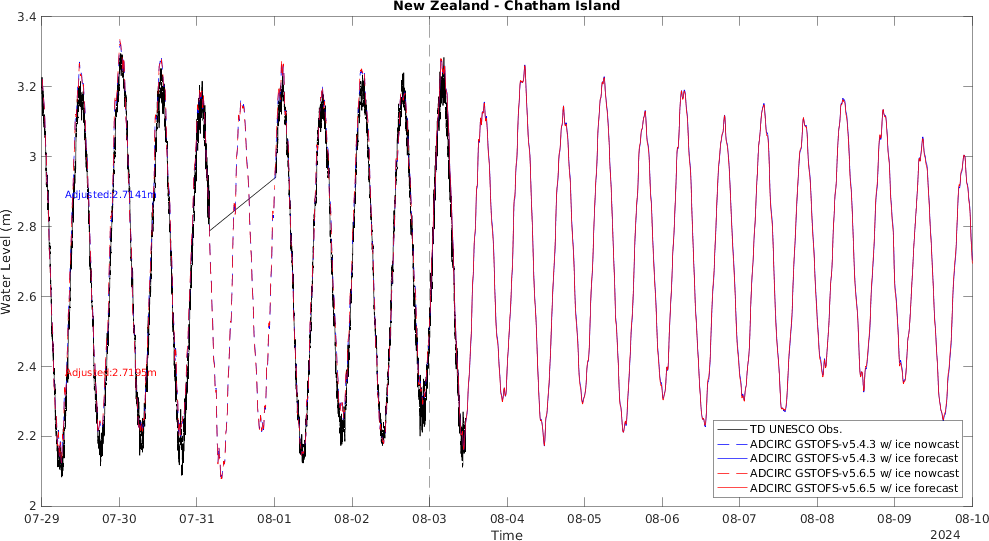 New Zealand - Chatham Island
3.4
3.2
3
2.8
2.6
2.4
2.2
2
Water Level (m)
Adjusted:2.7141m
Adjusted:2.7195m
TD UNESCO Obs.
ADCIRC GSTOFS-v5.4.3 w/ ice nowcast
ADCIRC GSTOFS-v5.4.3 w/ ice forecast
ADCIRC GSTOFS-v5.6.5 w/ ice nowcast
ADCIRC GSTOFS-v5.6.5 w/ ice forecast
07-29 07-30 07-31 08-01 08-02 08-03 08-04 08-05 08-06 08-07 08-08 08-09 08-10
Time
2024